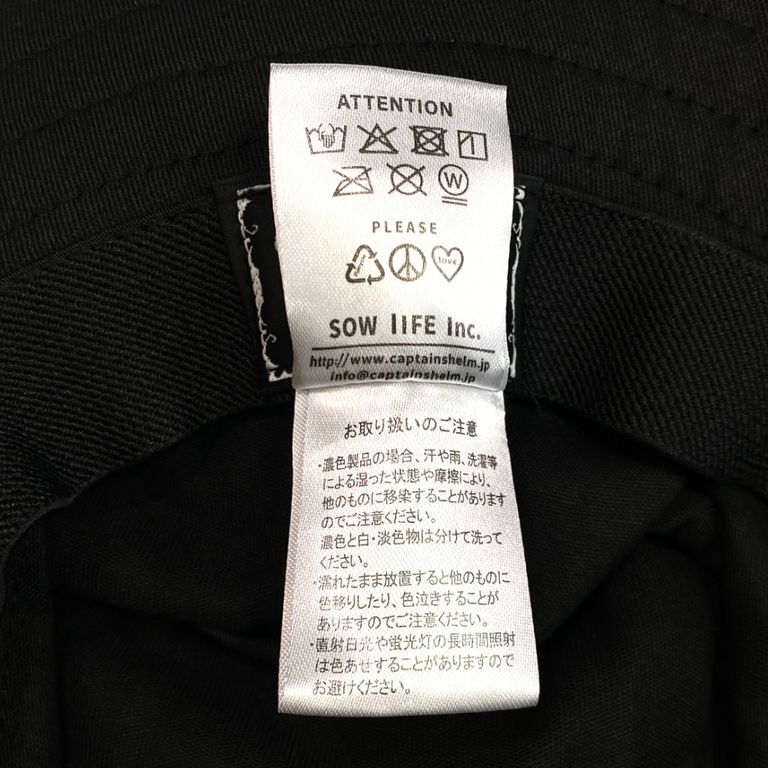 ATTENTION
W
PLEASE
LOVE
SOW LIFE Inc.
http://www.captainshelm.jp
info@captainshelm.jp
お取り扱いのご注意
・濃色製品の場合、汗や雨、洗濯等
による湿った状態や摩擦により、
他のものに移染することがあります
のでご注意ください。
濃色と白・淡色物は分けて洗って
ください。
・濡れたまま放置すると他のものに
色移りしたり、色泣きすることが
ありますのでご注意ください。
・直射日光や蛍光灯の長時間照射
は色あせすることがありますので
お避けください。